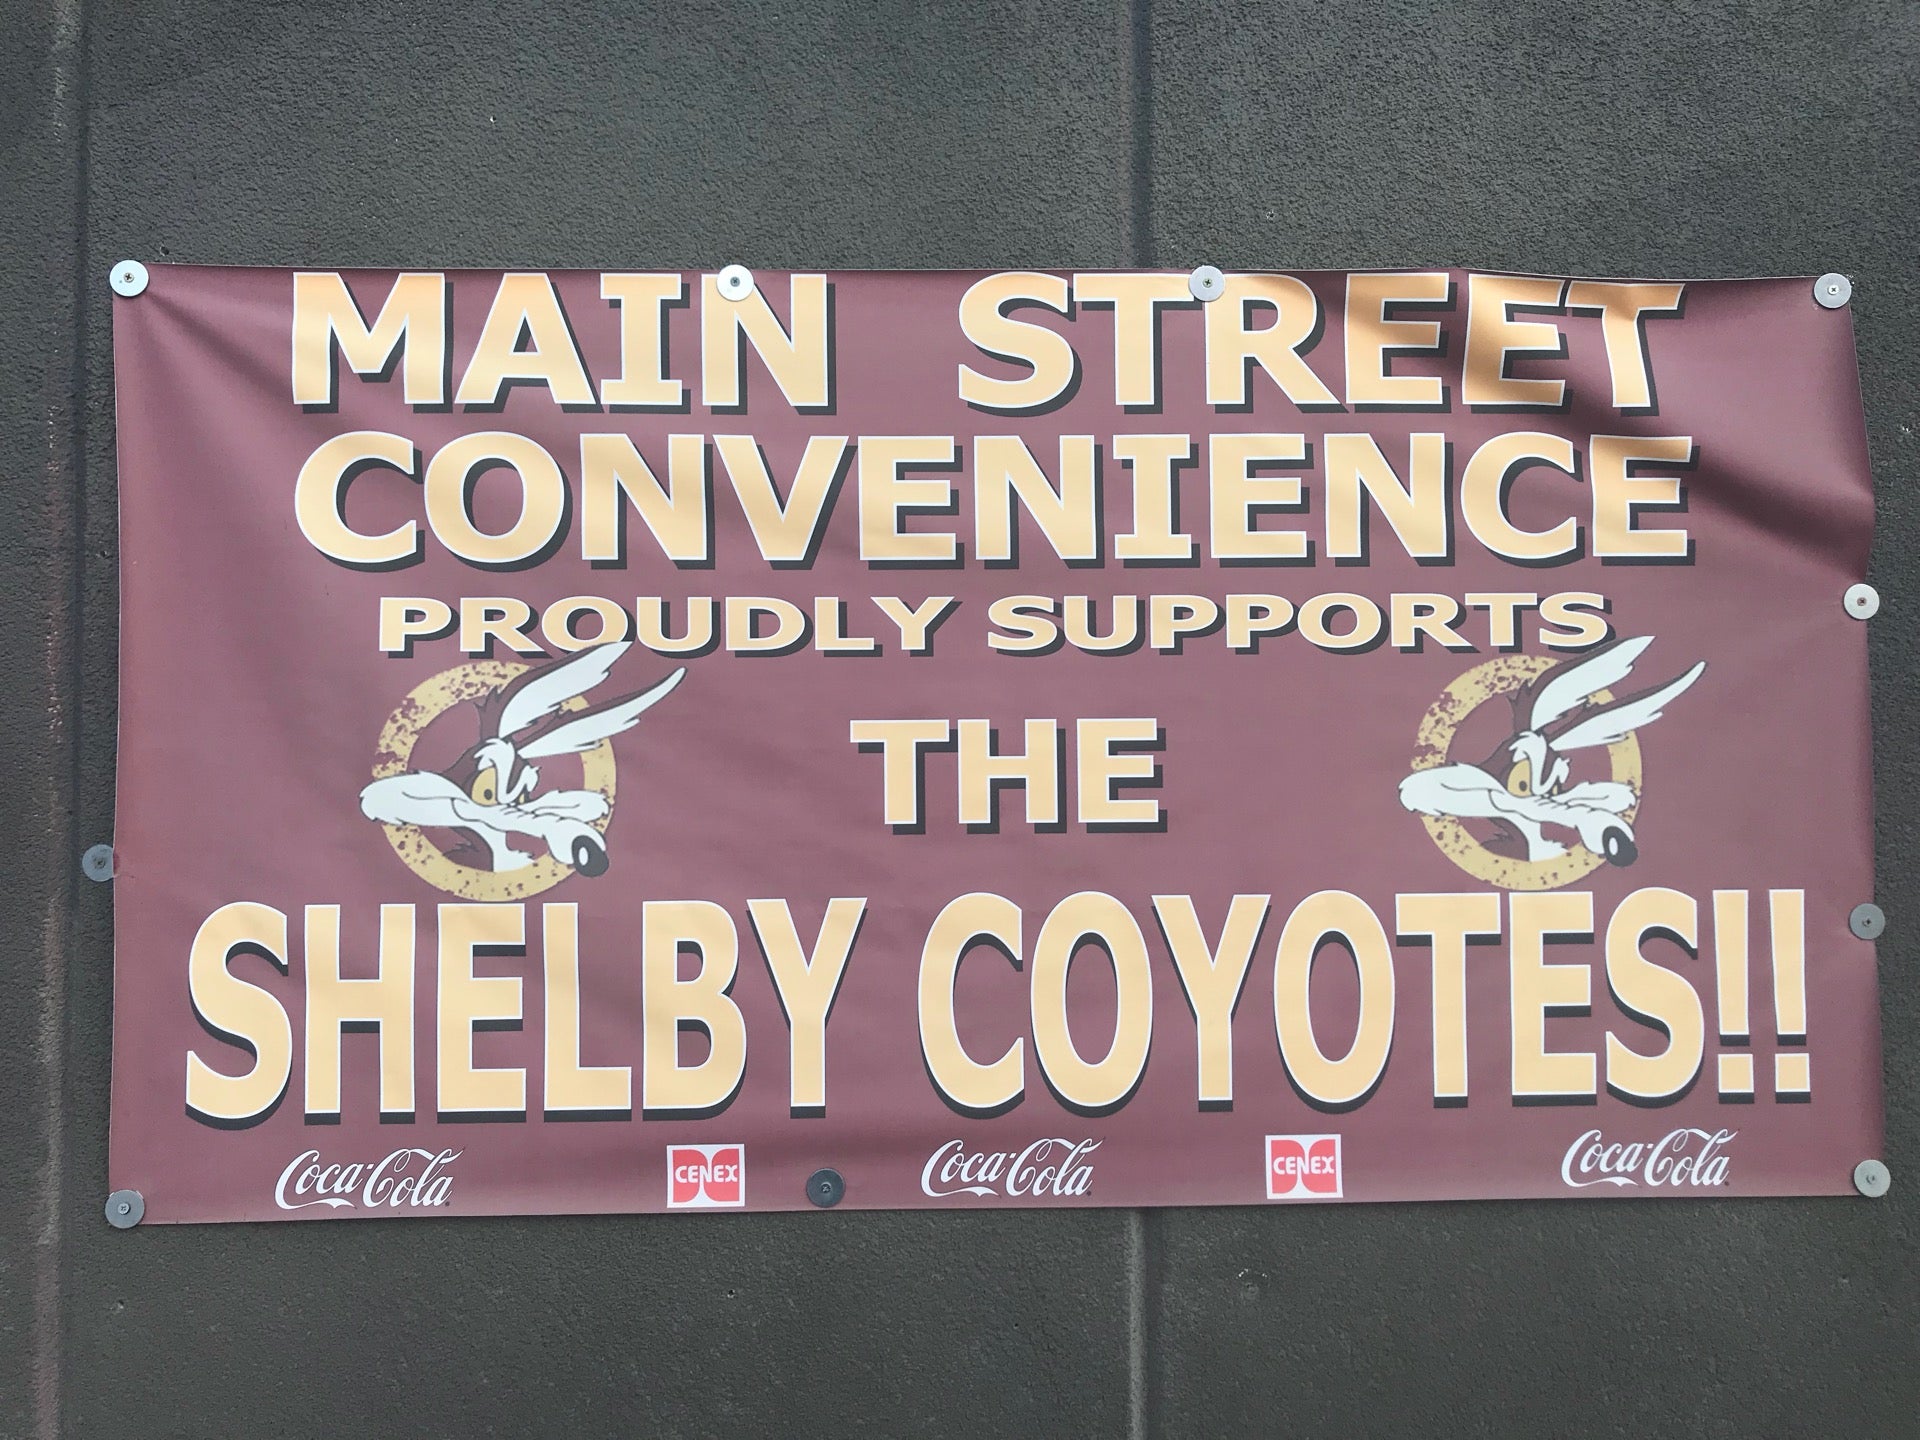 MAIN STREET
CONVENIENCE
PROUDLY SUPPORTS
THE
SHELBY COYOTES!!
Coca-Cola CENEX Coca-Cola CENEX Coca-Cola